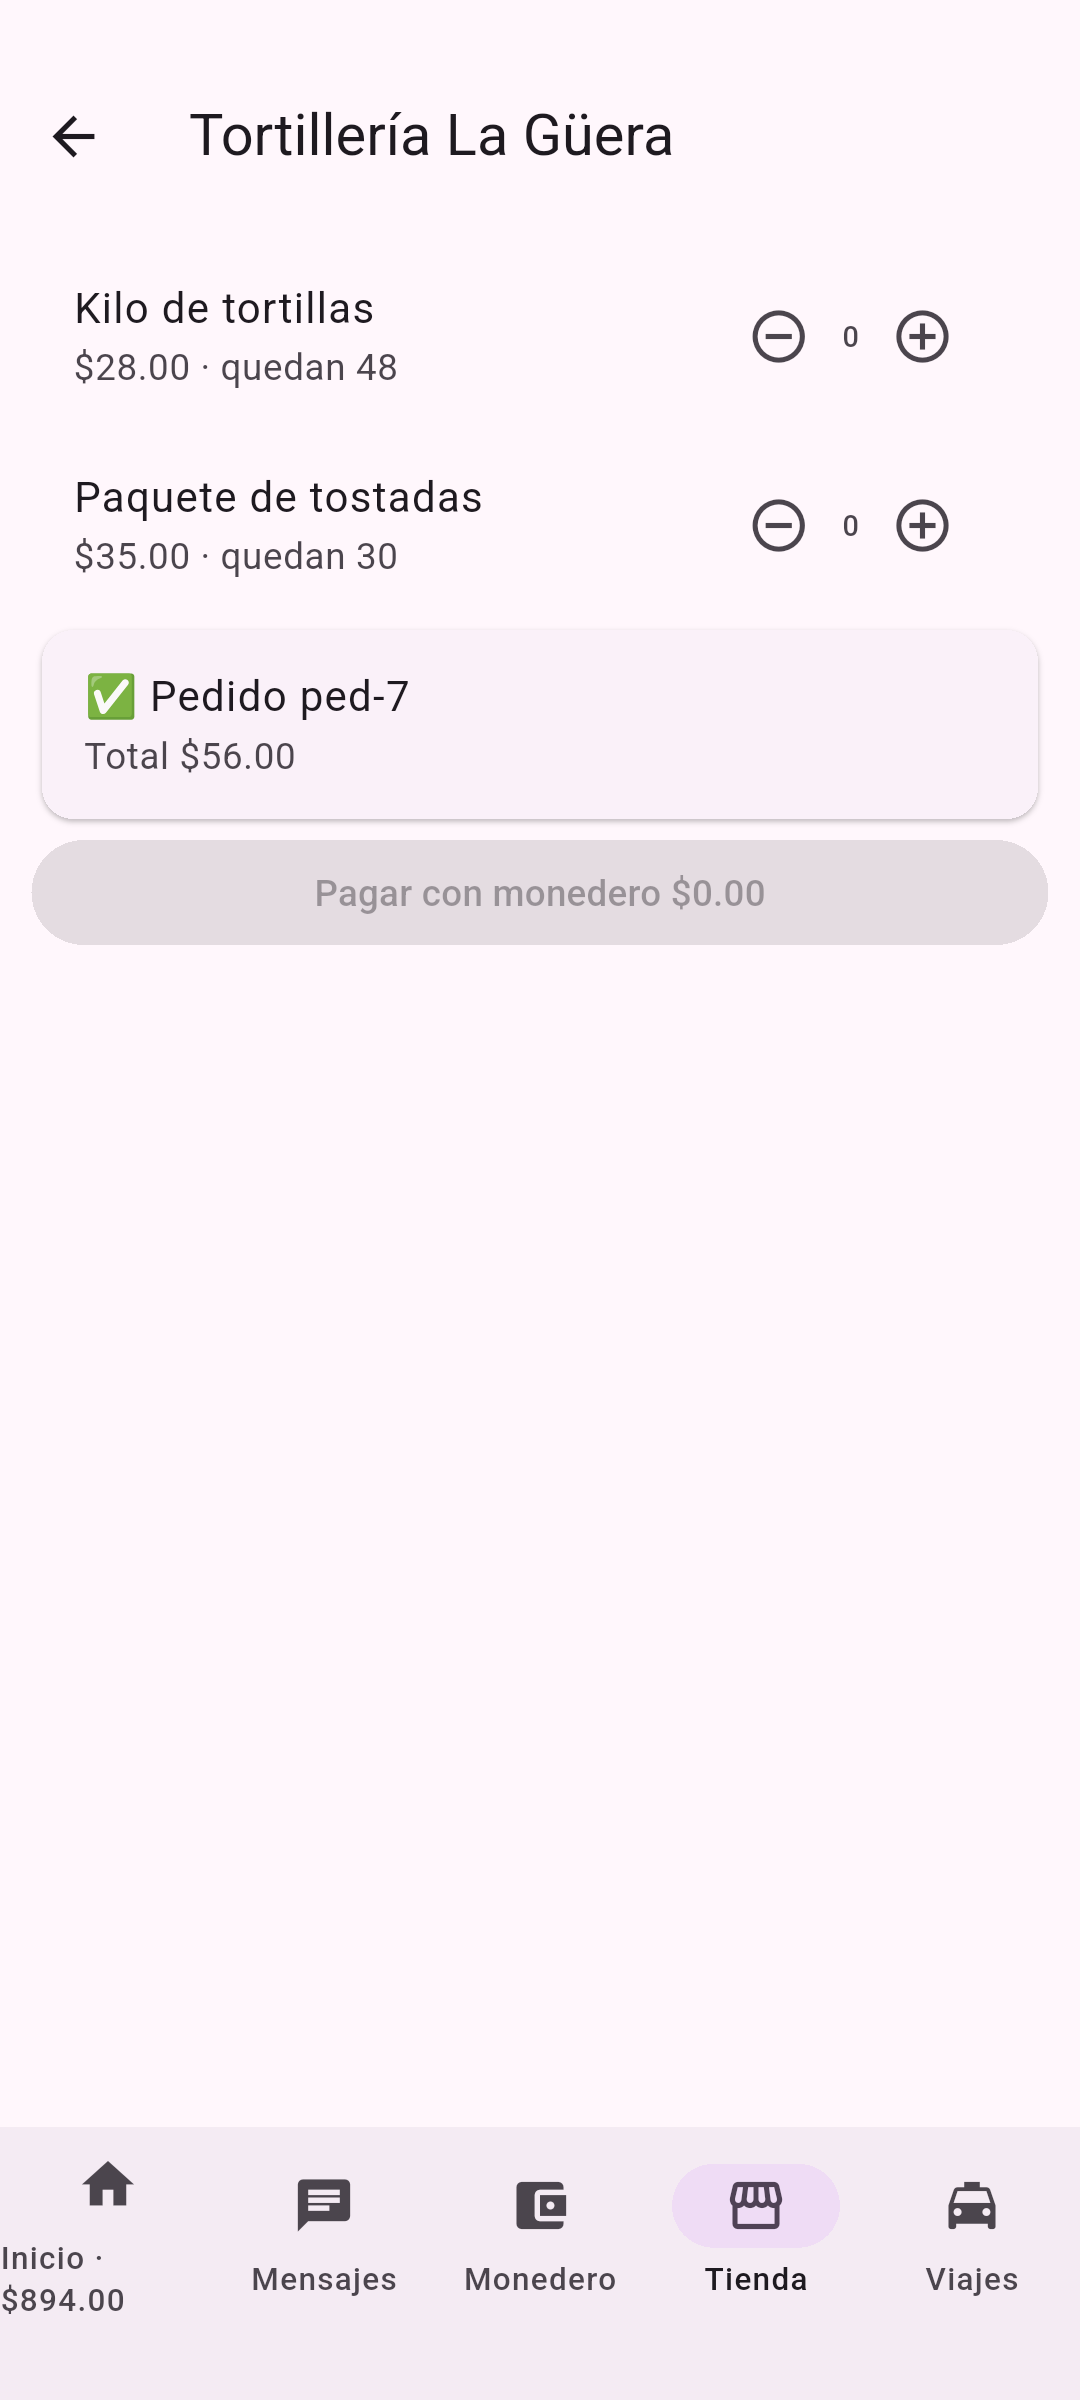 Tortillería La Güera
Kilo de tortillas
$28.00 · quedan 48
0
Paquete de tostadas
$35.00 · quedan 30
0
✅ Pedido ped-7
Total $56.00
Pagar con monedero $0.00
Inicio ·
$894.00
Mensajes
Monedero
Tienda
Viajes